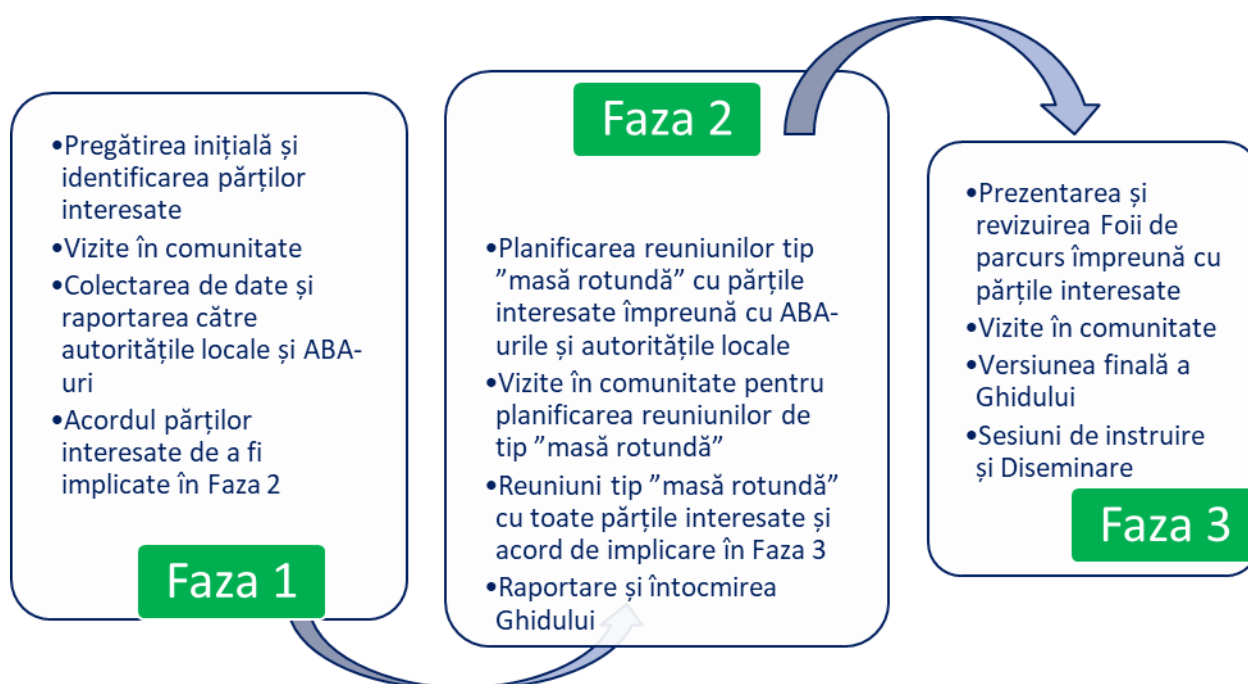 •Pregătirea inițială și
identificarea părților
interesate
•Vizite în comunitate
•Colectarea de date și
raportarea către
autoritățile locale și ABA-
uri
•Acordul părților
interesate de a fi
implicate în Faza 2
Faza 1
Faza 2
•Planificarea reuniunilor tip
”masă rotundă” cu părțile
interesate împreună cu ABA-
urile și autoritățile locale
•Vizite în comunitate pentru
planificarea reuniunilor de
tip ”masă rotundă”
•Reuniuni tip ”masă rotundă”
cu toate părțile interesate și
acord de implicare în Faza 3
•Raportare și întocmirea
Ghidului
•Prezentarea și
revizuirea Foii de
parcurs împreună cu
părțile interesate
•Vizite în comunitate
•Versiunea finală a
Ghidului
•Sesiuni de instruire
și Diseminare
Faza 3